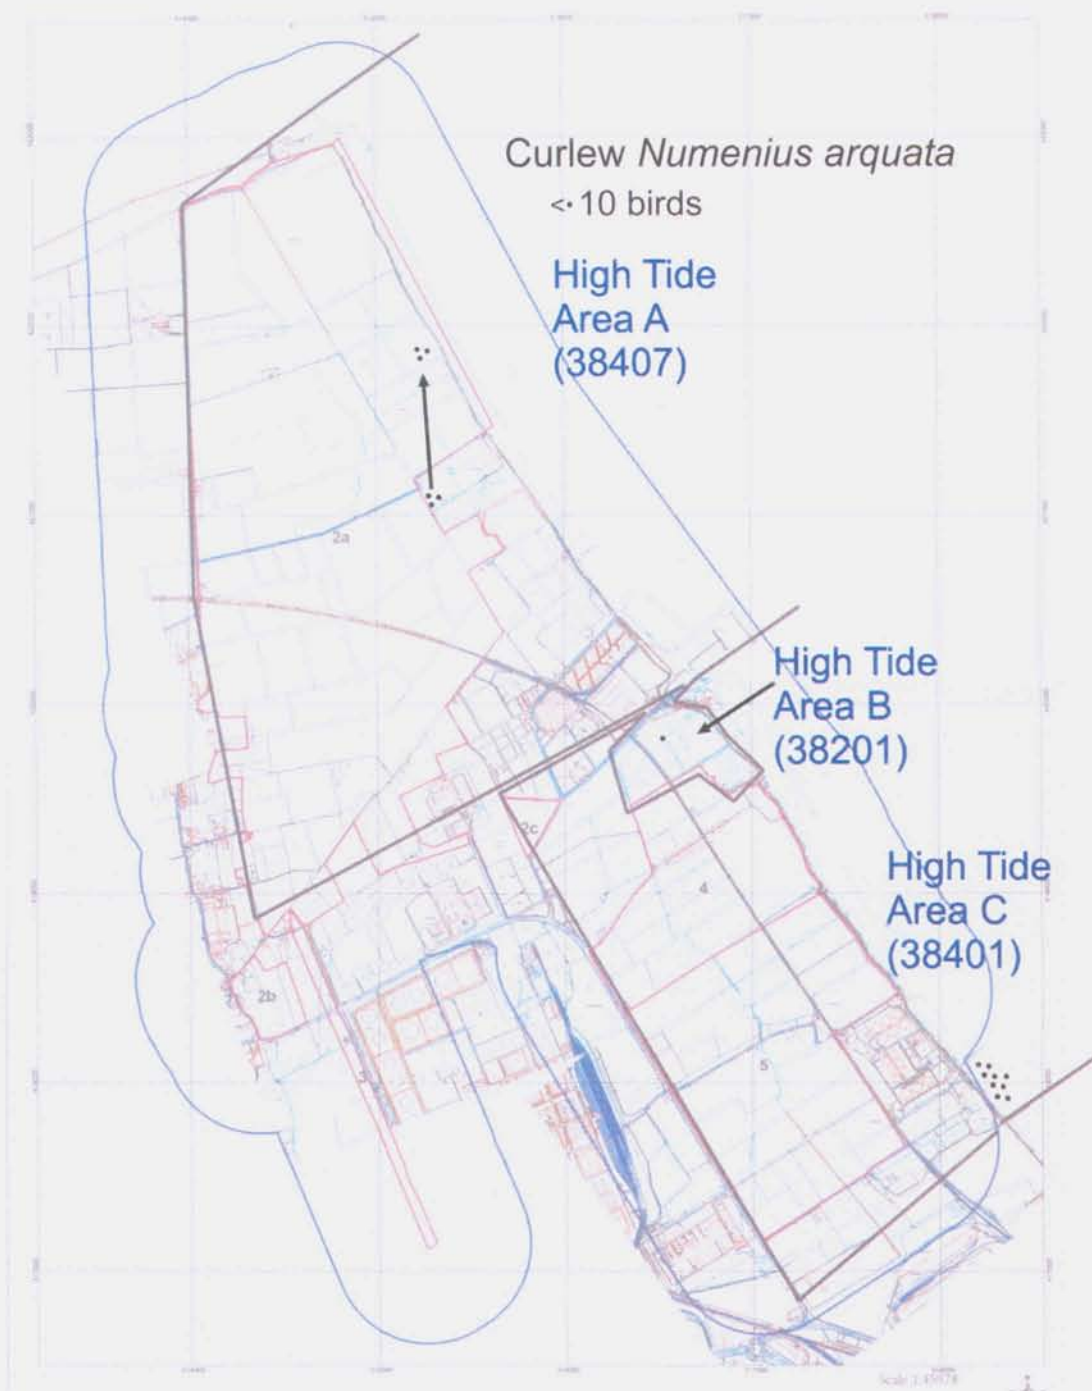 Curlew Numenius arquata
<· 10 birds
High Tide
Area A
(38407)
2a
High Tide
Area B
(38201)
2c
High Tide
Area C
(38401)
4
2b
5